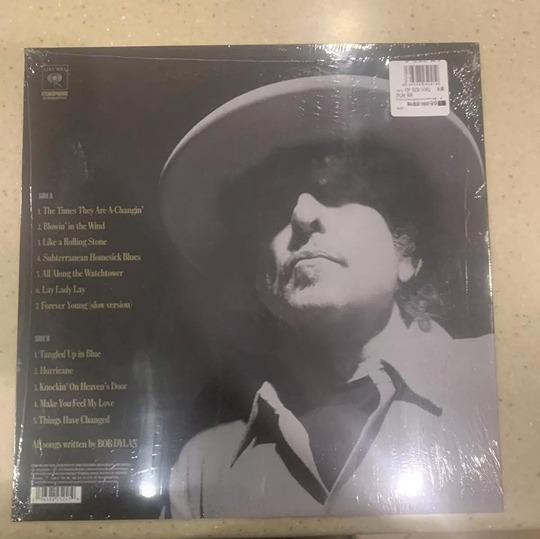 COLUMBIA
STEREOPHONIC
SIDE A
1. The Times They Are A-Changin'
2. Blowin' in the Wind
3. Like a Rolling Stone
4. Subterranean Homesick Blues
5. All Along the Watchtower
6. Lay Lady Lay
7. Forever Young (slow version)
SIDE B
1. Tangled Up in Blue
2. Hurricane
3. Knockin' On Heaven's Door
4. Make You Feel My Love
5. Things Have Changed
All songs written by BOB DYLAN